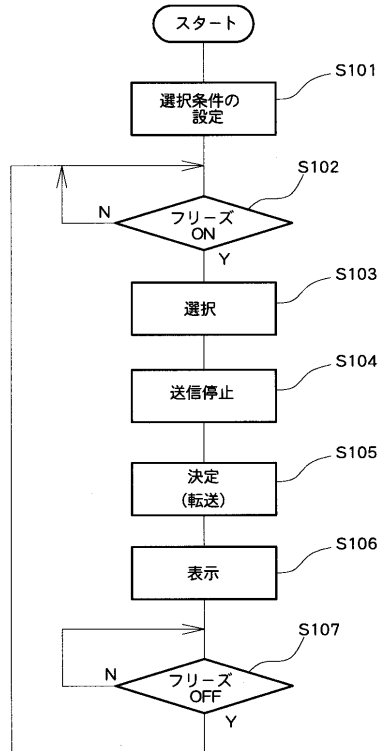 スタート
S101
選択条件の
設定
S102
N
フリーズ
ON
Y
S103
選択
S104
送信停止
S105
決定
(転送)
S106
表示
S107
N
フリーズ
OFF
Y